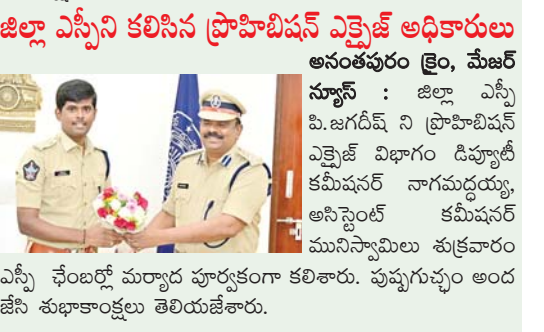 జిల్లా ఎస్పీని కలిసిన ప్రొహిబిషన్ ఎక్సైజ్ అధికారులు
అనంతపురం క్రైం, మేజర్
న్యూస్ : జిల్లా ఎస్పీ
పి.జగదీష్ ని ప్రొహిబిషన్
ఎక్సైజ్ విభాగం డిప్యూటీ
కమీషనర్ నాగమద్ధయ్య,
అసిస్టెంట్ కమీషనర్
మునిస్వామిలు శుక్రవారం
ఎస్పీ ఛేంబర్లో మర్యాద పూర్వకంగా కలిశారు. పుష్పగుచ్ఛం అంద
జేసి శుభాకాంక్షలు తెలియజేశారు.